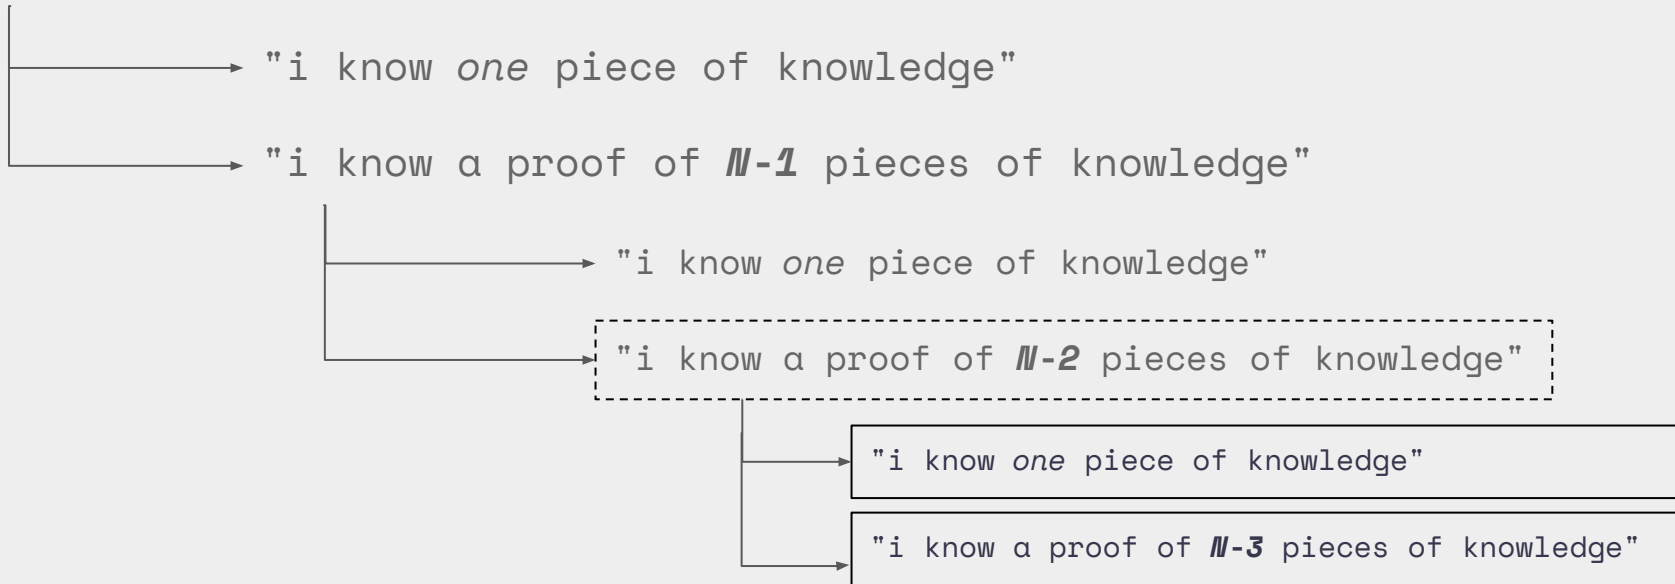 "i know one piece of knowledge"
"i know a proof of N-1 pieces of knowledge"
"i know one piece of knowledge"
"i know a proof of N-2 pieces of knowledge"
"i know one piece of knowledge"
"i know a proof of N-3 pieces of knowledge"